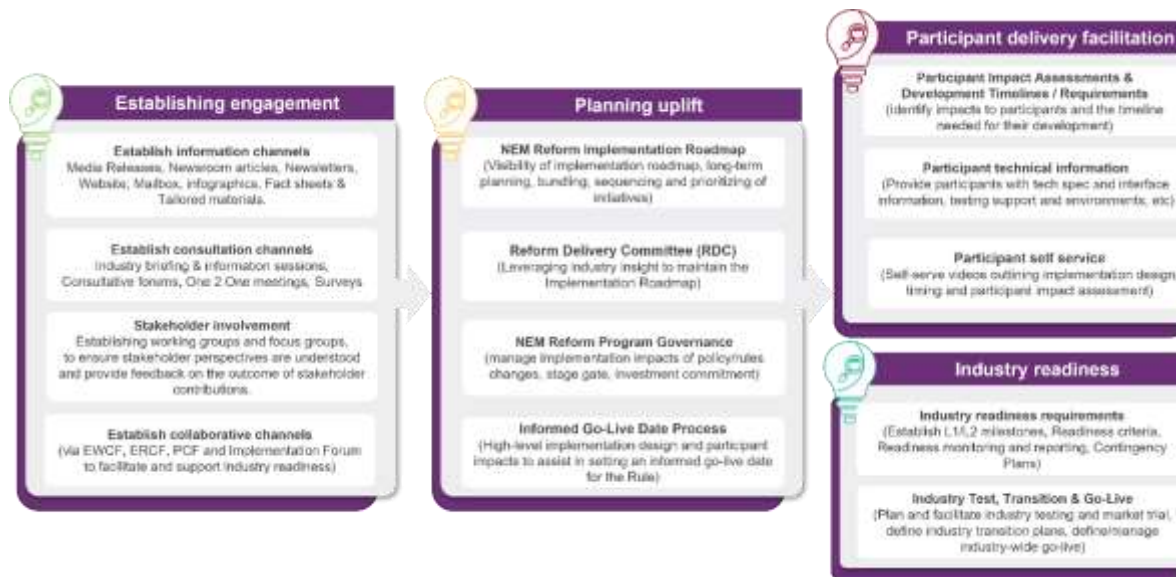 Establishing engagement
Establish information channels
Media Releases, Newsroom articles, Newsletters,
Website, Mailbox, infographics, Fact sheets &
Tailored materials.
Establish consultation channels
Industry briefing & information sessions,
Consultative forums, One 2 One meetings, Surveys
Stakeholder involvement
Establishing working groups and focus groups,
to ensure stakeholder perspectives are understood
and provide feedback on the outcome of stakeholder
contributions.
Establish collaborative channels
(via EWCF, ERCF, PCF and Implementation Forum
to facilitate and support industry readiness)
Planning uplift
NEM Reform Implementation Roadmap
(Visibility of implementation roadmap, long-term
planning, bundling, sequencing and prioritizing of
initiatives)
Reform Delivery Committee (RDC)
(Leveraging industry insight to maintain the
Implementation Roadmap)
NEM Reform Program Governance
(manage implementation impacts of policy/rules
changes, stage gate, investment commitment)
Informed Go-Live Date Process
(High-level implementation design and participant
impacts to assist in setting an informed go-live date
for the Rule)
Participant delivery facilitation
Participant Impact Assessments &
Development Timelines / Requirements
(identify impacts to participants and the timeline
needed for their development)
Participant technical information
(Provide participants with tech spec and interface
information, testing support and environments, etc)
Participant self service
(Self-serve videos outlining implementation design,
timing and participant impact assessment)
Industry readiness
Industry readiness requirements
(Establish L1/L2 milestones, Readiness criteria,
Readiness monitoring and reporting, Contingency
Plans)
Industry Test, Transition & Go-Live
(Plan and facilitate industry testing and market trial,
define industry transition plans, define/manage
industry-wide go-live)